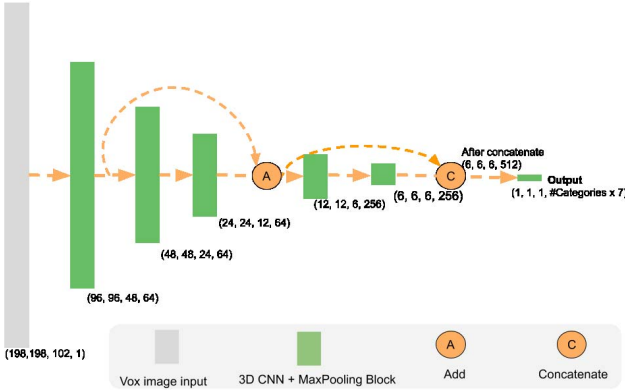 A
C
After concatenate
(6, 6, 6, 512)
Output
(1, 1, 1, #Categories x 7)
(12, 12, 6, 256)
(6, 6, 6, 256)
(24, 24, 12, 64)
(48, 48, 24, 64)
(96, 96, 48, 64)
(198,198, 102, 1)
A
C
Vox image input
3D CNN + MaxPooling Block
Add
Concatenate